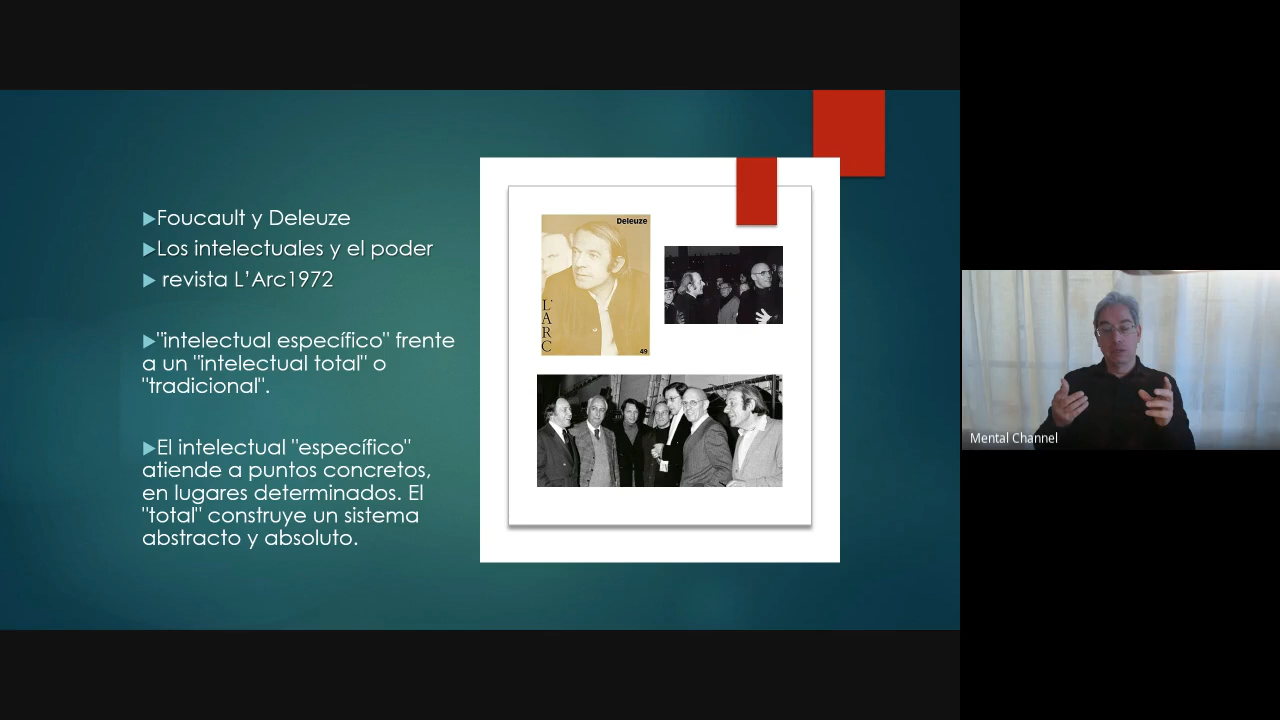 Foucault y Deleuze
Los intelectuales y el poder
revista L'Arc1972
"intelectual específico" frente
a un "intelectual total" o
"tradicional".
El intelectual "específico"
atiende a puntos concretos,
en lugares determinados. El
"total" construye un sistema
abstracto y absoluto.
Deleuze
L'
A
R
C
49
Mental Channel